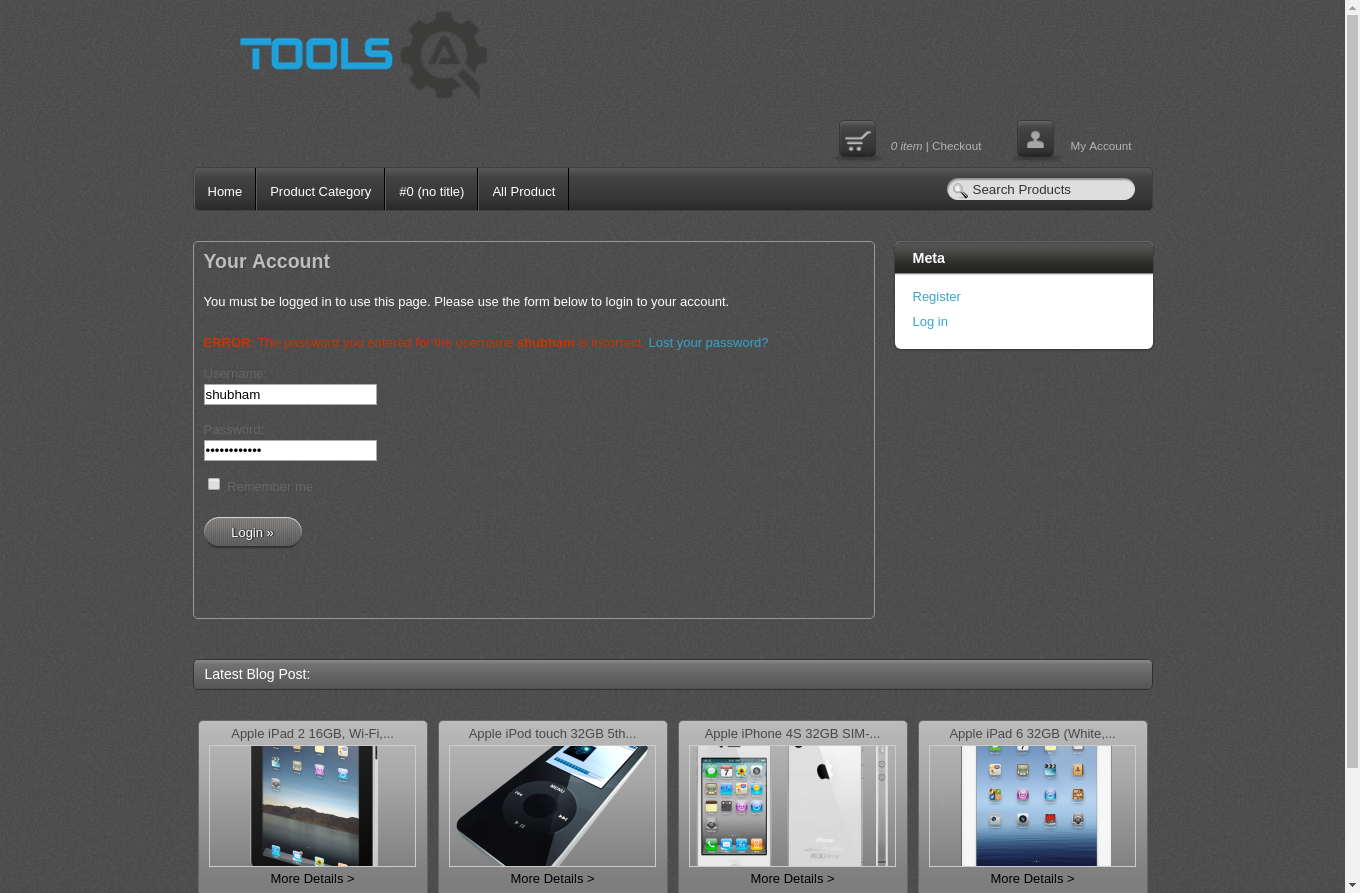 TOOLS QA
0 item | Checkout
My Account
Home
Product Category
#0 (no title)
All Product
Search Products
Your Account
You must be logged in to use this page. Please use the form below to login to your account.
ERROR: The password you entered for the username shubham is incorrect. Lost your password?
Username:
shubham
Password:
••••••••••••
Remember me
Login »
Meta
Register
Log in
Latest Blog Post:
Apple iPad 2 16GB, Wi-Fi,...
Apple iPod touch 32GB 5th...
Apple iPhone 4S 32GB SIM-...
Apple iPad 6 32GB (White,...
MENU
iPhone
More Details >
More Details >
More Details >
More Details >